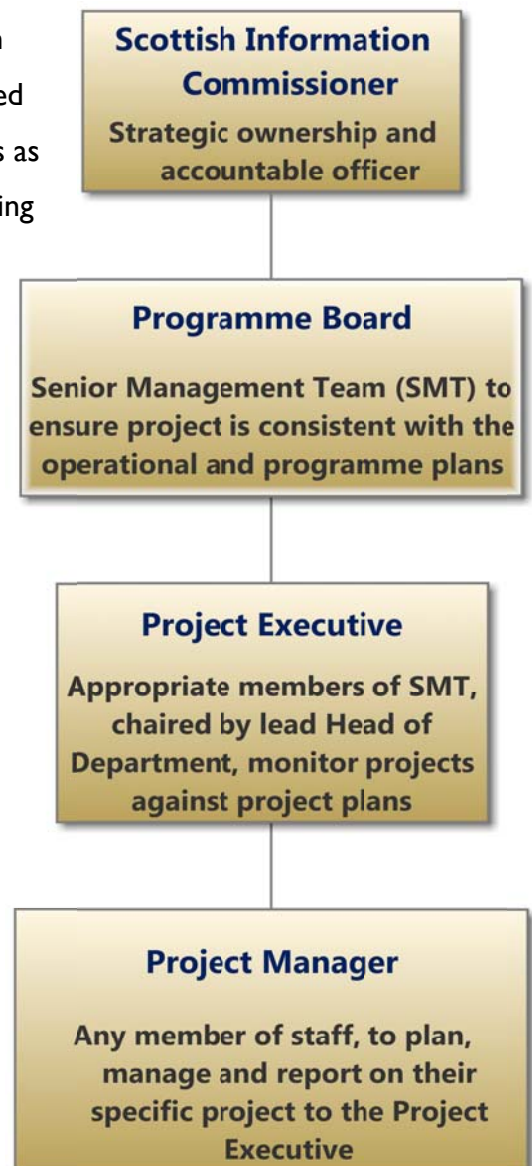 n
ed
s as
ing
Scottish Information
Commissioner
Strategic ownership and
accountable officer
Programme Board
Senior Management Team (SMT) to
ensure project is consistent with the
operational and programme plans
Project Executive
Appropriate members of SMT,
chaired by lead Head of
Department, monitor projects
against project plans
Project Manager
Any member of staff, to plan,
manage and report on their
specific project to the Project
Executive